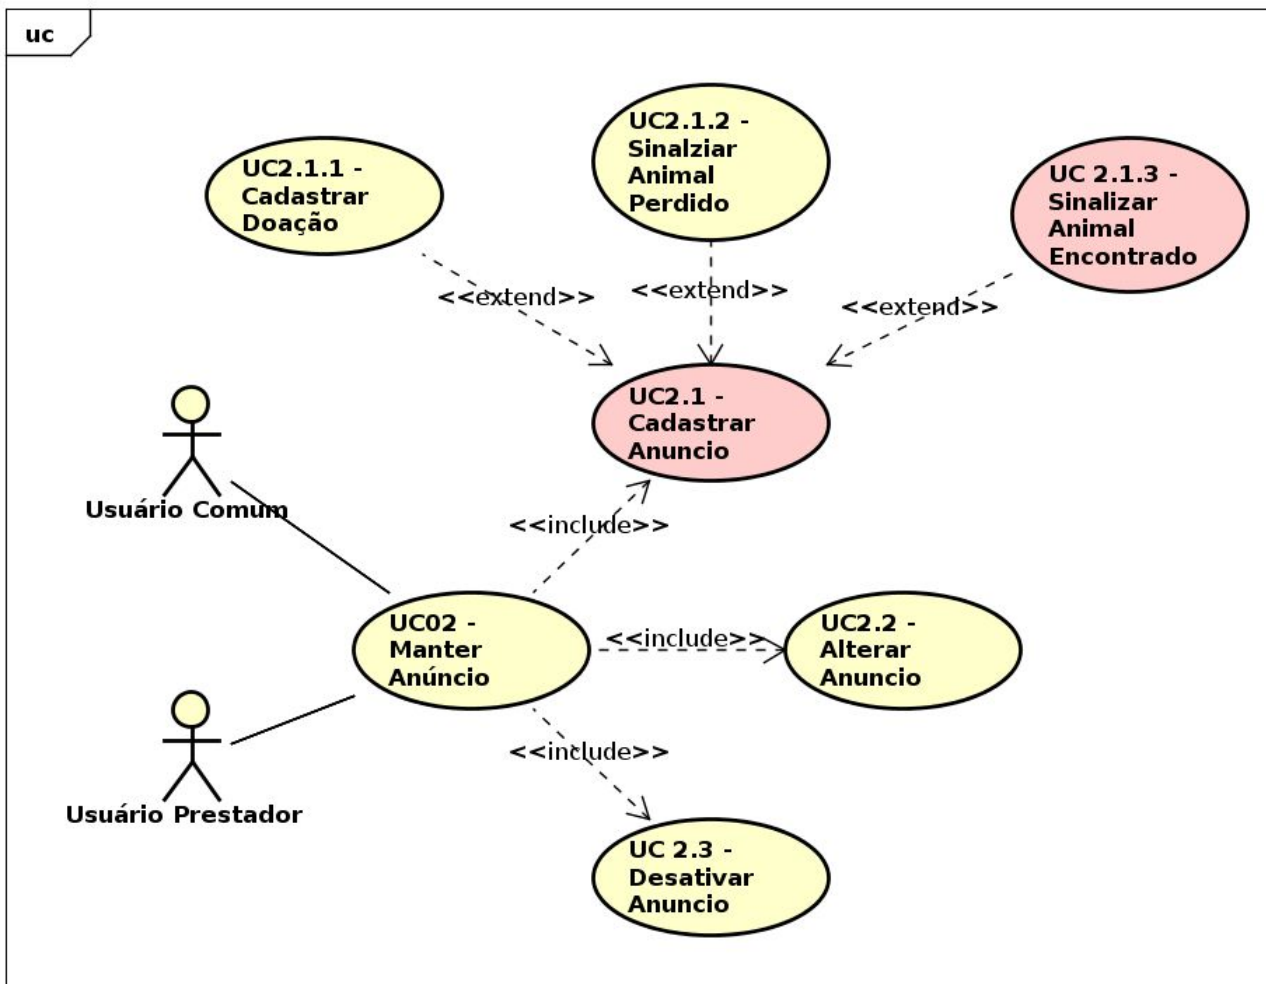 uc
UC2.1.1 -
Cadastrar
Doação
UC2.1.2 -
Sinalziar
Animal
Perdido
UC 2.1.3 -
Sinalizar
Animal
Encontrado
<<extend>>
<<extend>>
<<extend>>
UC2.1 -
Cadastrar
Anuncio
Usuário Comum
<<include>>
UC02 -
Manter
Anúncio
<<include>>
UC2.2 -
Alterar
Anuncio
<<include>>
Usuário Prestador
UC 2.3 -
Desativar
Anuncio